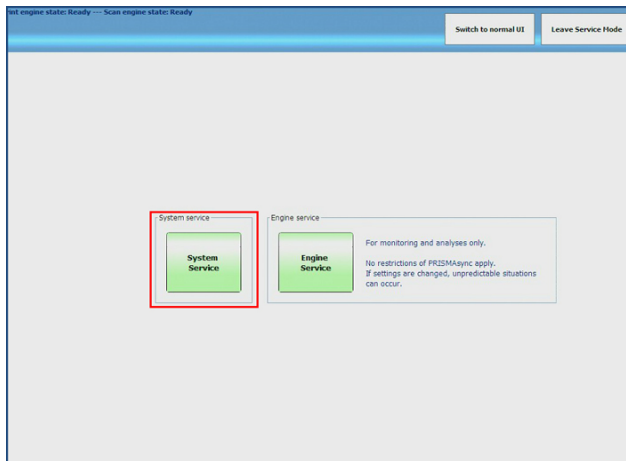 int engine state: Ready --- Scan engine state: Ready
Switch to normal UI
Leave Service Mode
System service
System
Service
Engine service
Engine
Service
For monitoring and analyses only.
No restrictions of PRISMAsync apply.
If settings are changed, unpredictable situations
can occur.